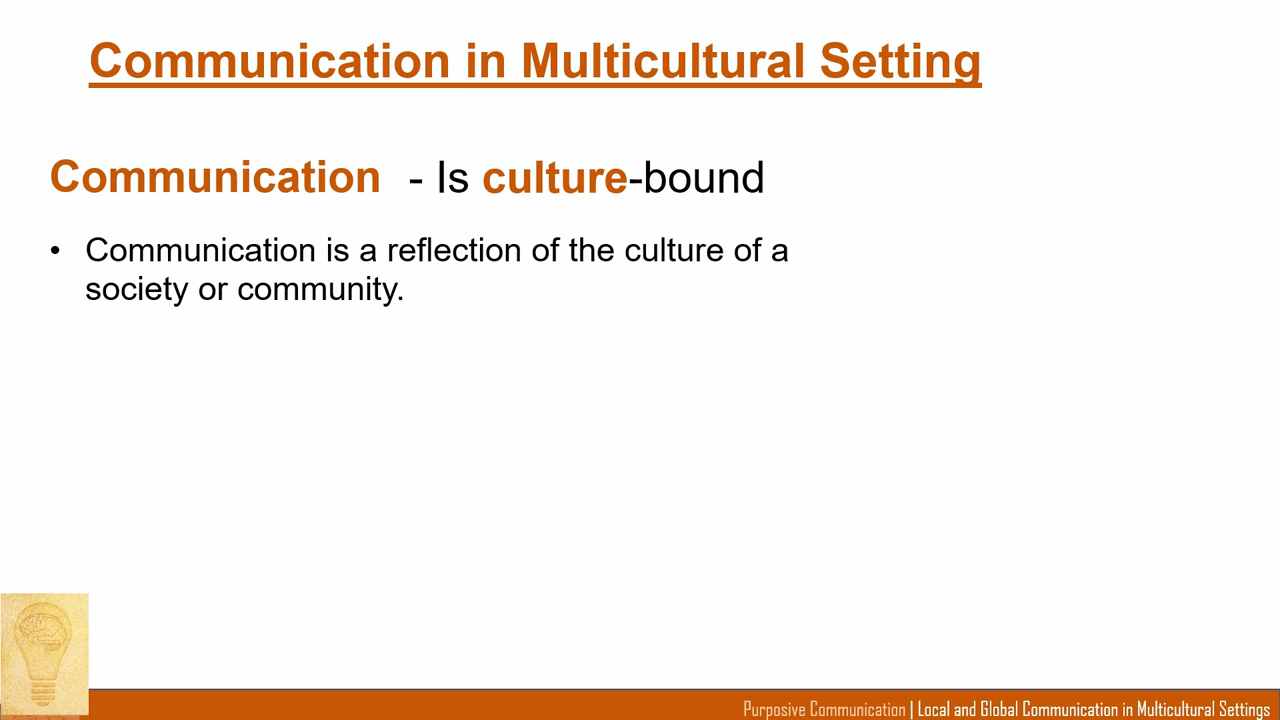 Communication in Multicultural Setting
Communication - Is culture-bound
• Communication is a reflection of the culture of a
society or community.
Purposive Communication | Local and Global Communication in Multicultural Settings